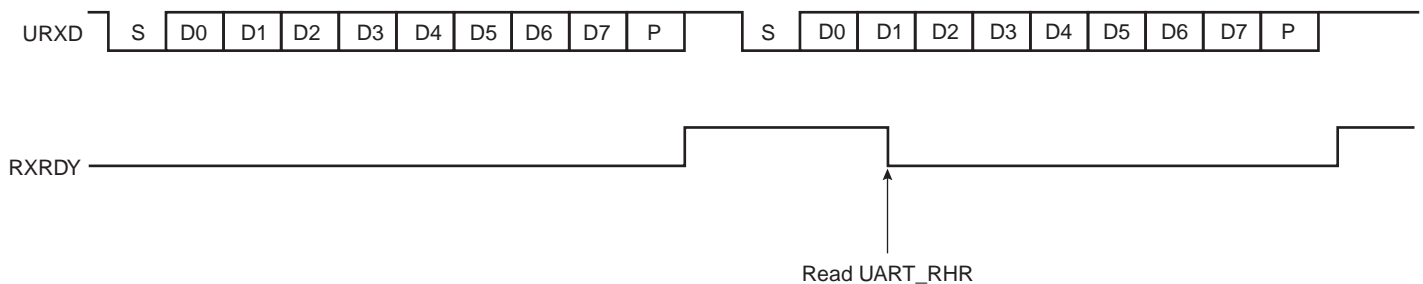 URXD S D0 D1 D2 D3 D4 D5 D6 D7 P S D0 D1 D2 D3 D4 D5 D6 D7 P
RXRDY
Read UART_RHR